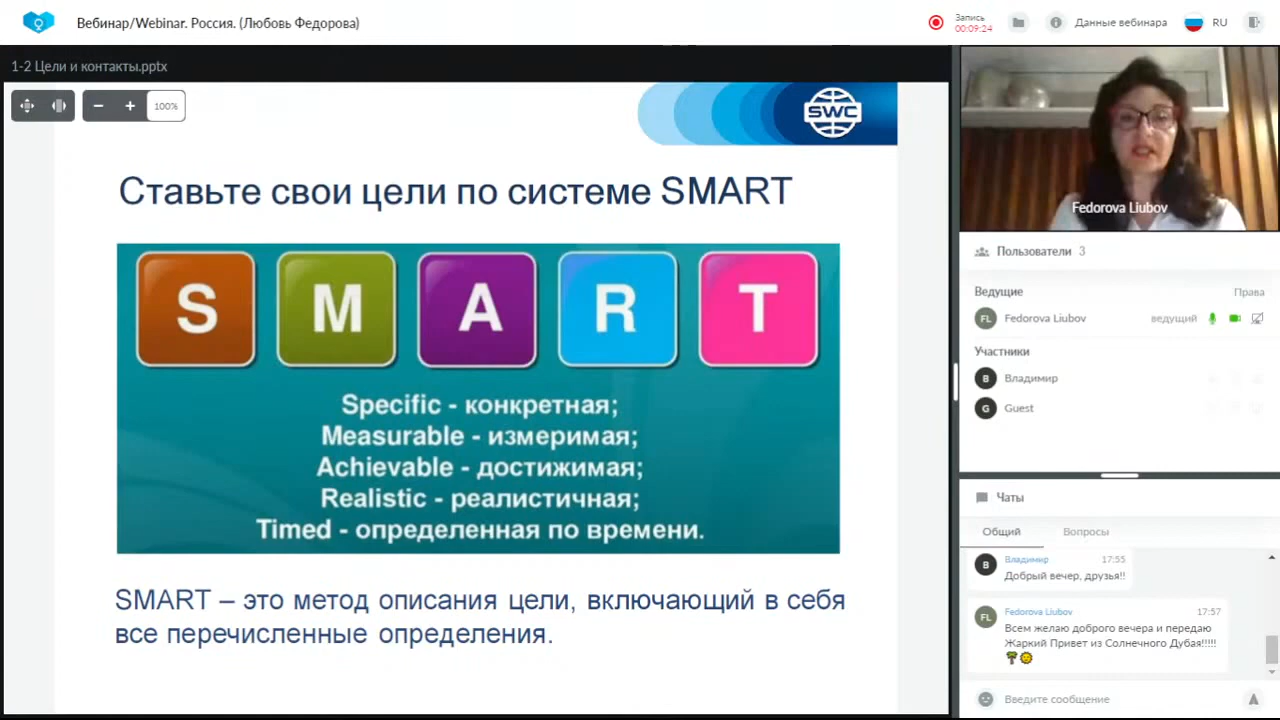 Вебинар/Webinar. Россия. (Любовь Федорова)
Запись
00:09:24
Данные вебинара
RU
1-2 Цели и контакты.pptx
100%
SWC
Ставьте свои цели по системе SMART
S M A R T
Specific - конкретная;
Measurable - измеримая;
Achievable - достижимая;
Realistic - реалистичная;
Timed - определенная по времени.
SMART – это метод описания цели, включающий в себя
все перечисленные определения.
Fedorova Liubov
Пользователи 3
Ведущие Права
FL Fedorova Liubov ведущий
Участники
В Владимир
G Guest
Чаты
Общий Вопросы
В Владимир 17:55
Добрый вечер, друзья!!
FL Fedorova Liubov 17:57
Всем желаю доброго вечера и передаю
Жаркий Привет из Солнечного Дубая!!!!!
🌴🌞
Введите сообщение